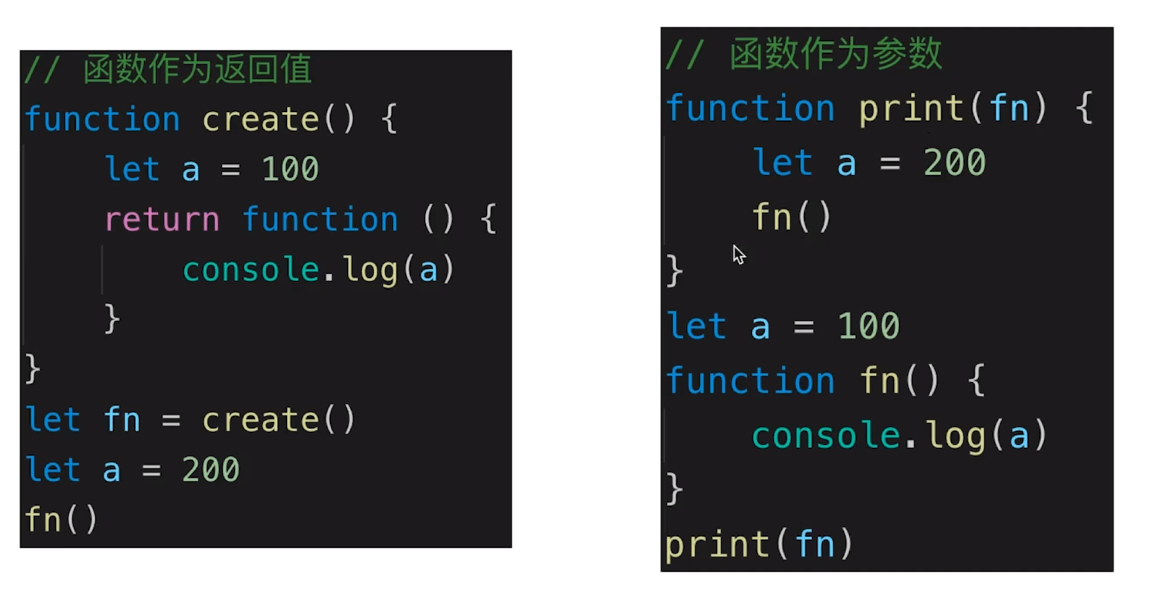 // 函数作为返回值
function create() {
    let a = 100
    return function () {
        console.log(a)
    }
}
let fn = create()
let a = 200
fn()
// 函数作为参数
function print(fn) {
    let a = 200
    fn()
}
let a = 100
function fn() {
    console.log(a)
}
print(fn)